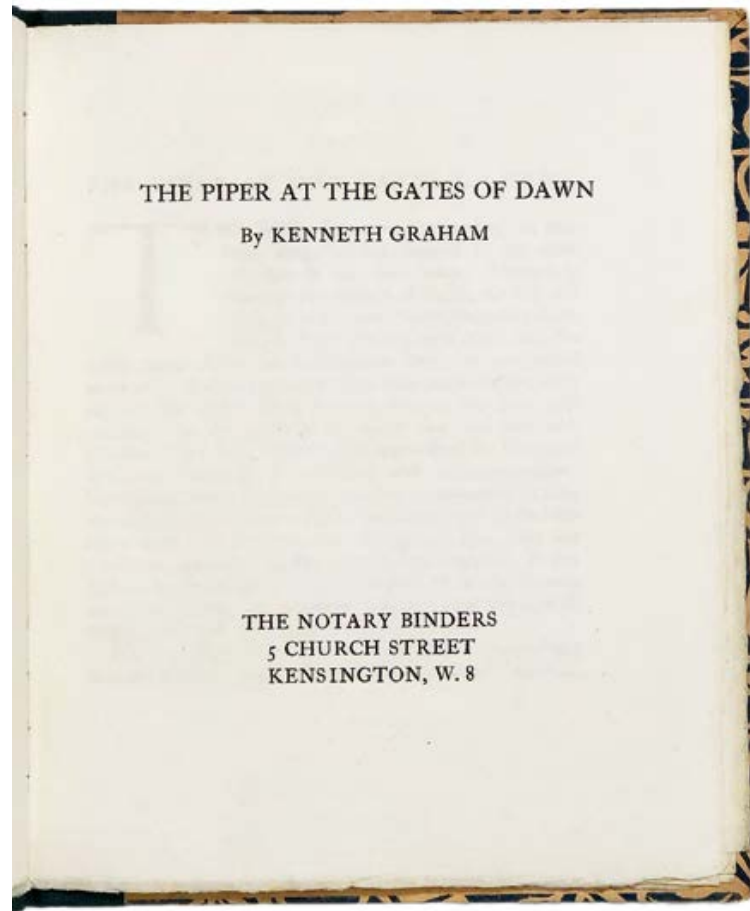 THE PIPER AT THE GATES OF DAWN
By KENNETH GRAHAM
THE NOTARY BINDERS
5 CHURCH STREET
KENSINGTON, W. 8